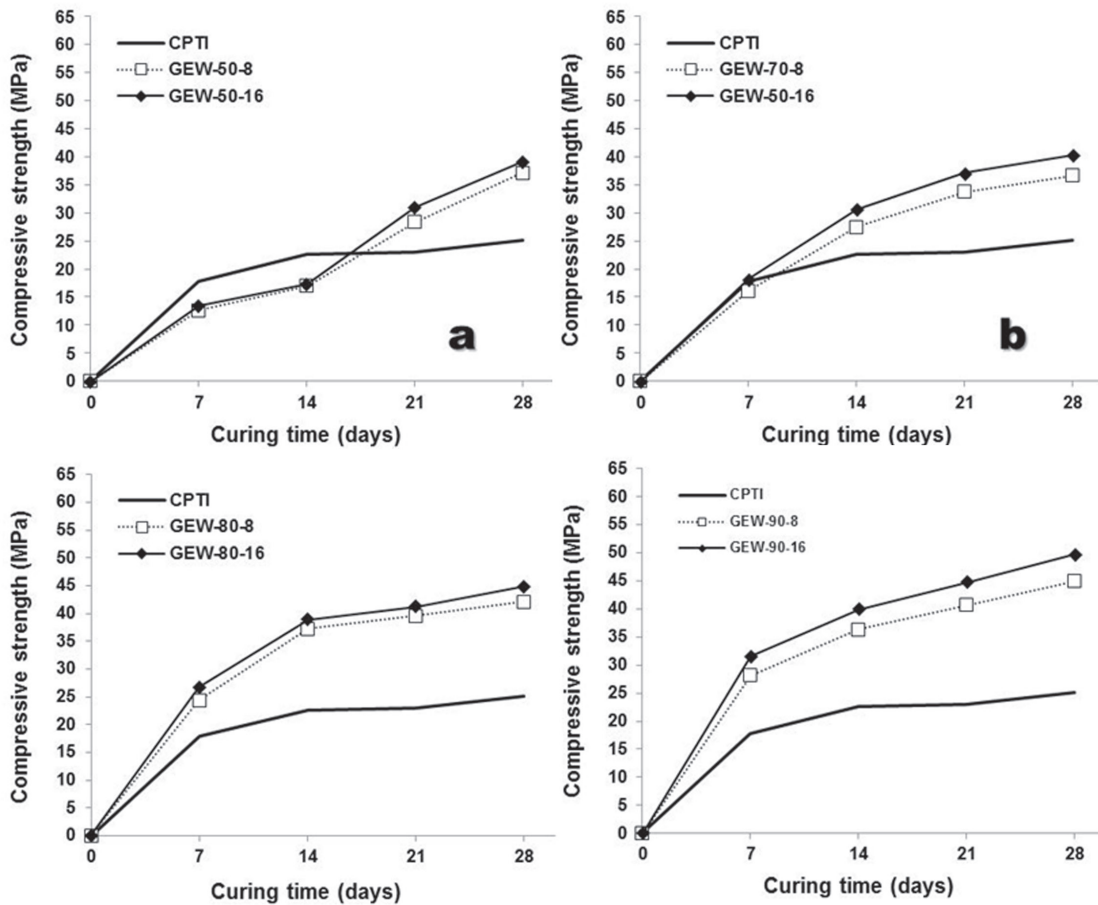 65
60
55
50
45
40
35
30
25
20
15
10
5
0
Compressive strength (MPa)
CPTI
GEW-50-8
GEW-50-16
a
0 7 14 21 28
Curing time (days)
65
60
55
50
45
40
35
30
25
20
15
10
5
0
Compressive strength (MPa)
CPTI
GEW-70-8
GEW-50-16
b
0 7 14 21 28
Curing time (days)
65
60
55
50
45
40
35
30
25
20
15
10
5
0
Compressive strength (MPa)
CPTI
GEW-80-8
GEW-80-16
0 7 14 21 28
Curing time (days)
65
60
55
50
45
40
35
30
25
20
15
10
5
0
Compressive strength (MPa)
CPTI
GEW-90-8
GEW-90-16
0 7 14 21 28
Curing time (days)